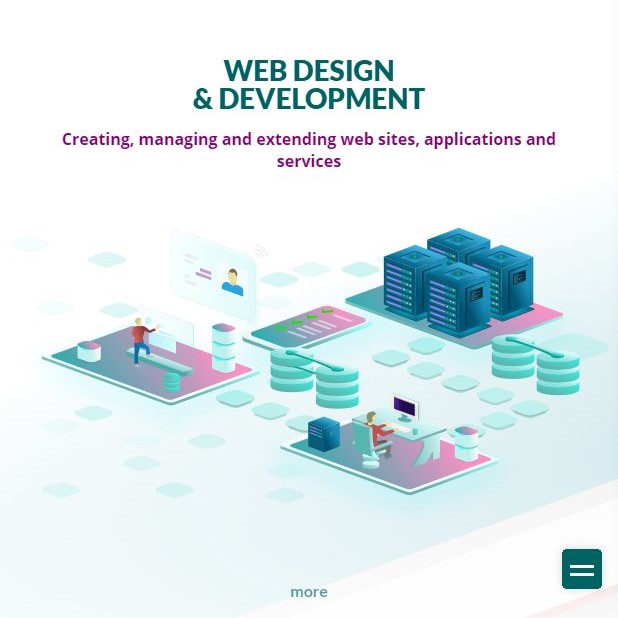 WEB DESIGN
& DEVELOPMENT
Creating, managing and extending web sites, applications and
services
more